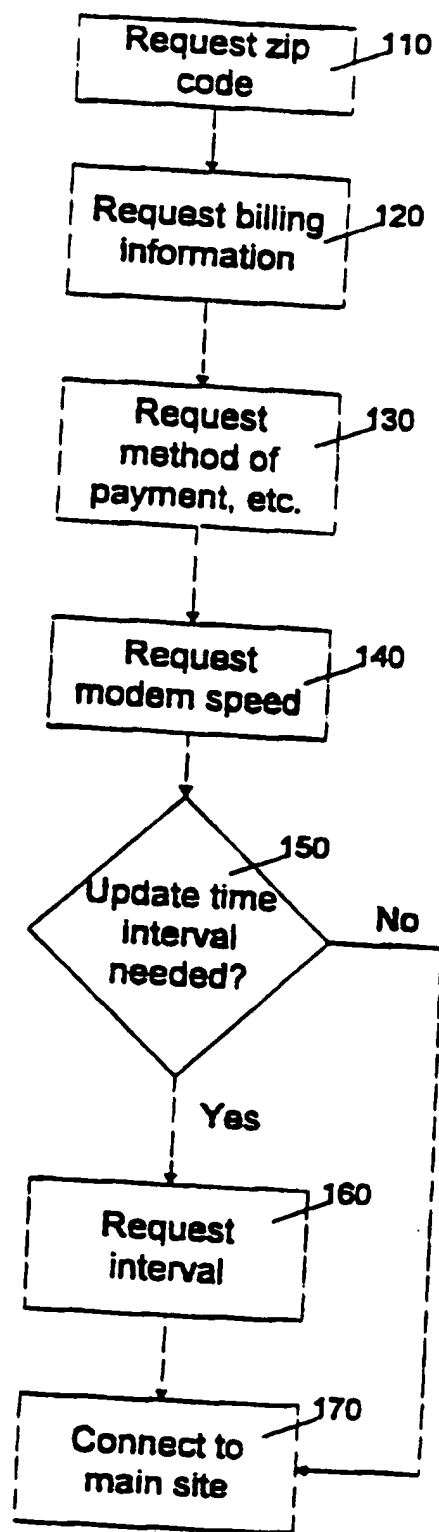 Request zip
code
110
Request billing
information
120
Request
method of
payment, etc.
130
Request
modem speed
140
Update time
interval
needed?
150
No
Yes
Request
interval
160
Connect to
main site
170